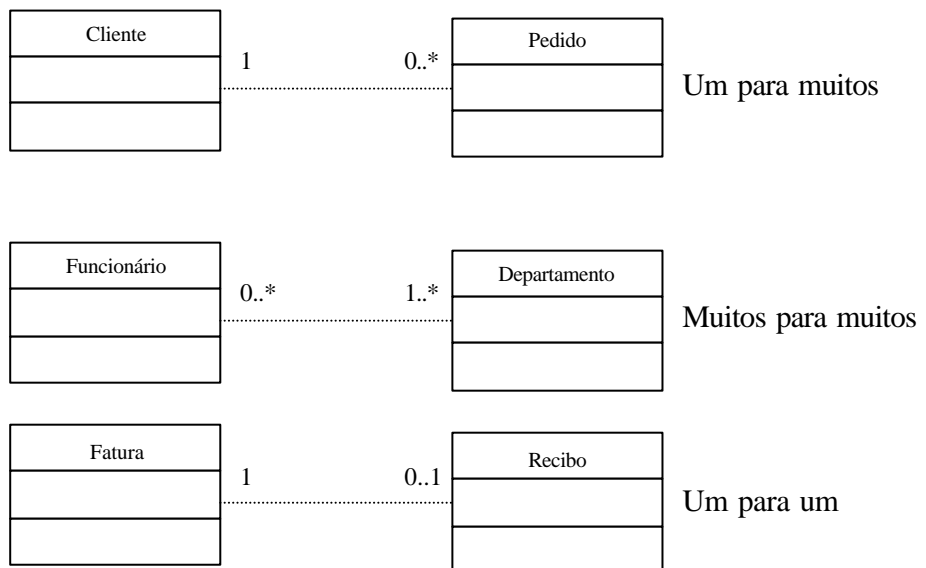 Cliente
Pedido
1
0..*
Um para muitos
Funcionário
Departamento
0..*
1..*
Muitos para muitos
Fatura
Recibo
1
0..1
Um para um